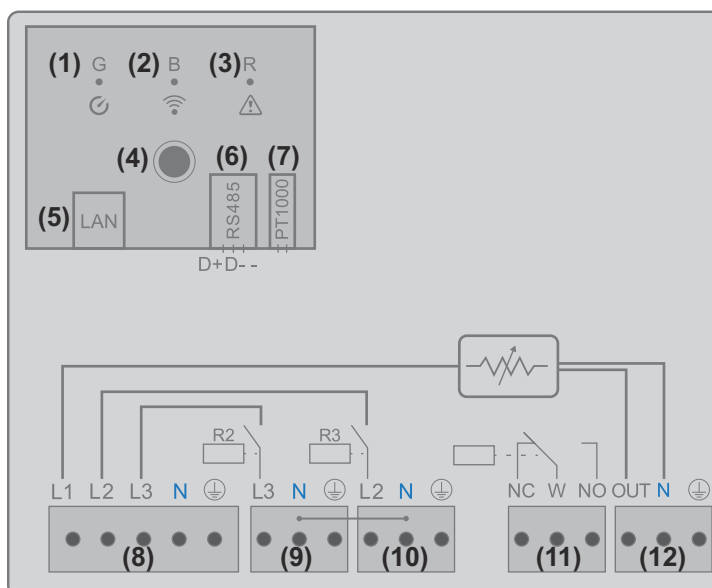 (1) G (2) B (3) R
(4) (6) (7)
(5) LAN RS485 PT1000
D+D- -
R2 R3
L1 L2 L3 N L3 N L2 N NC W NO OUT N
(8) (9) (10) (11) (12)